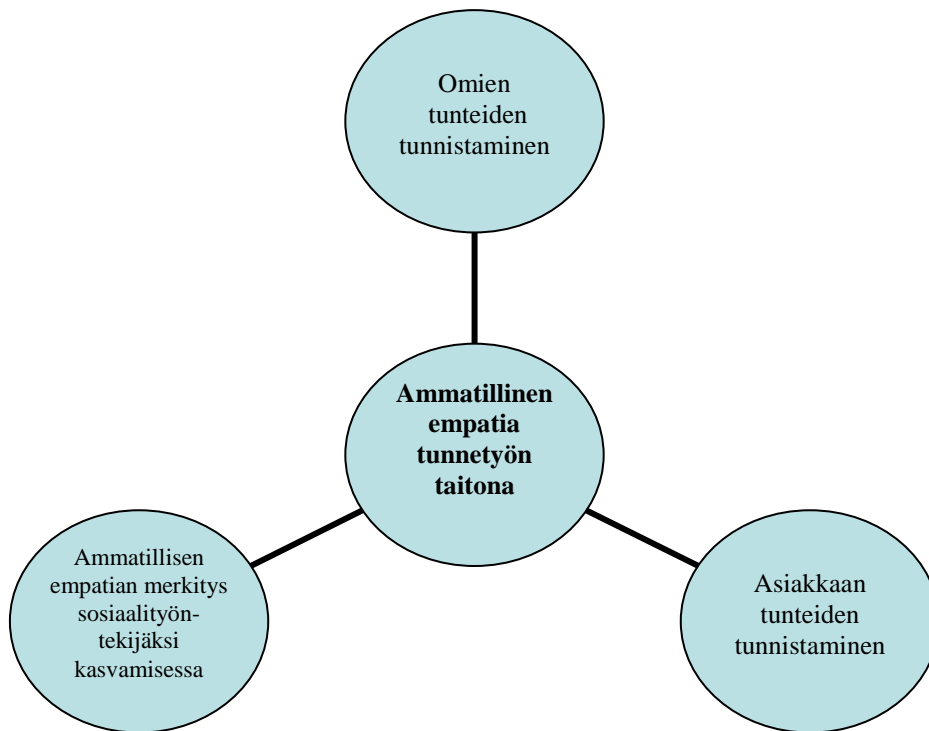 Omien
tunteiden
tunnistaminen
Ammatillinen
empatia
tunnetyön
taitona
Ammatillisen
empatian merkitys
sosiaalityön-
tekijäksi
kasvamisessa
Asiakkaan
tunteiden
tunnistaminen